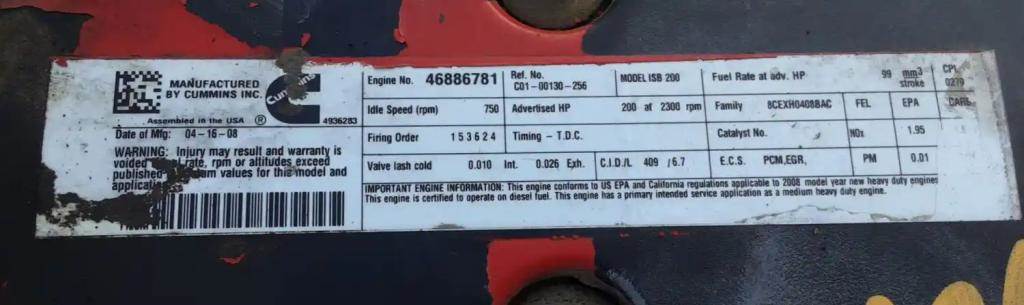 MANUFACTURED
BY CUMMINS INC.
Cummins
Assembled in the USA ® 4936283
Date of Mfg: 04-16-08
WARNING: Injury may result and warranty is
voided rate, rpm or altitudes exceed
published values for this model and
Engine No. 46886781 Ref. No. C01-00130-256 MODEL ISB 200 Fuel Rate at adv. HP 99 mm3 stroke CPL 0270
Idle Speed (rpm) 750 Advertised HP 200 at 2300 rpm Family 8CEXH0408BAC FEL EPA CARB
Firing Order 153624 Timing - T.D.C. Catalyst No. NOx 1.95
Valve lash cold 0.010 Int. 0.026 Exh. C.I.D./L 409 /6.7 E.C.S. PCM,EGR, PM 0.01
IMPORTANT ENGINE INFORMATION: This engine conforms to US EPA and California regulations applicable to 2008 model year new heavy duty engines
This engine is certified to operate on diesel fuel. This engine has a primary intended service application as a medium heavy duty engine.